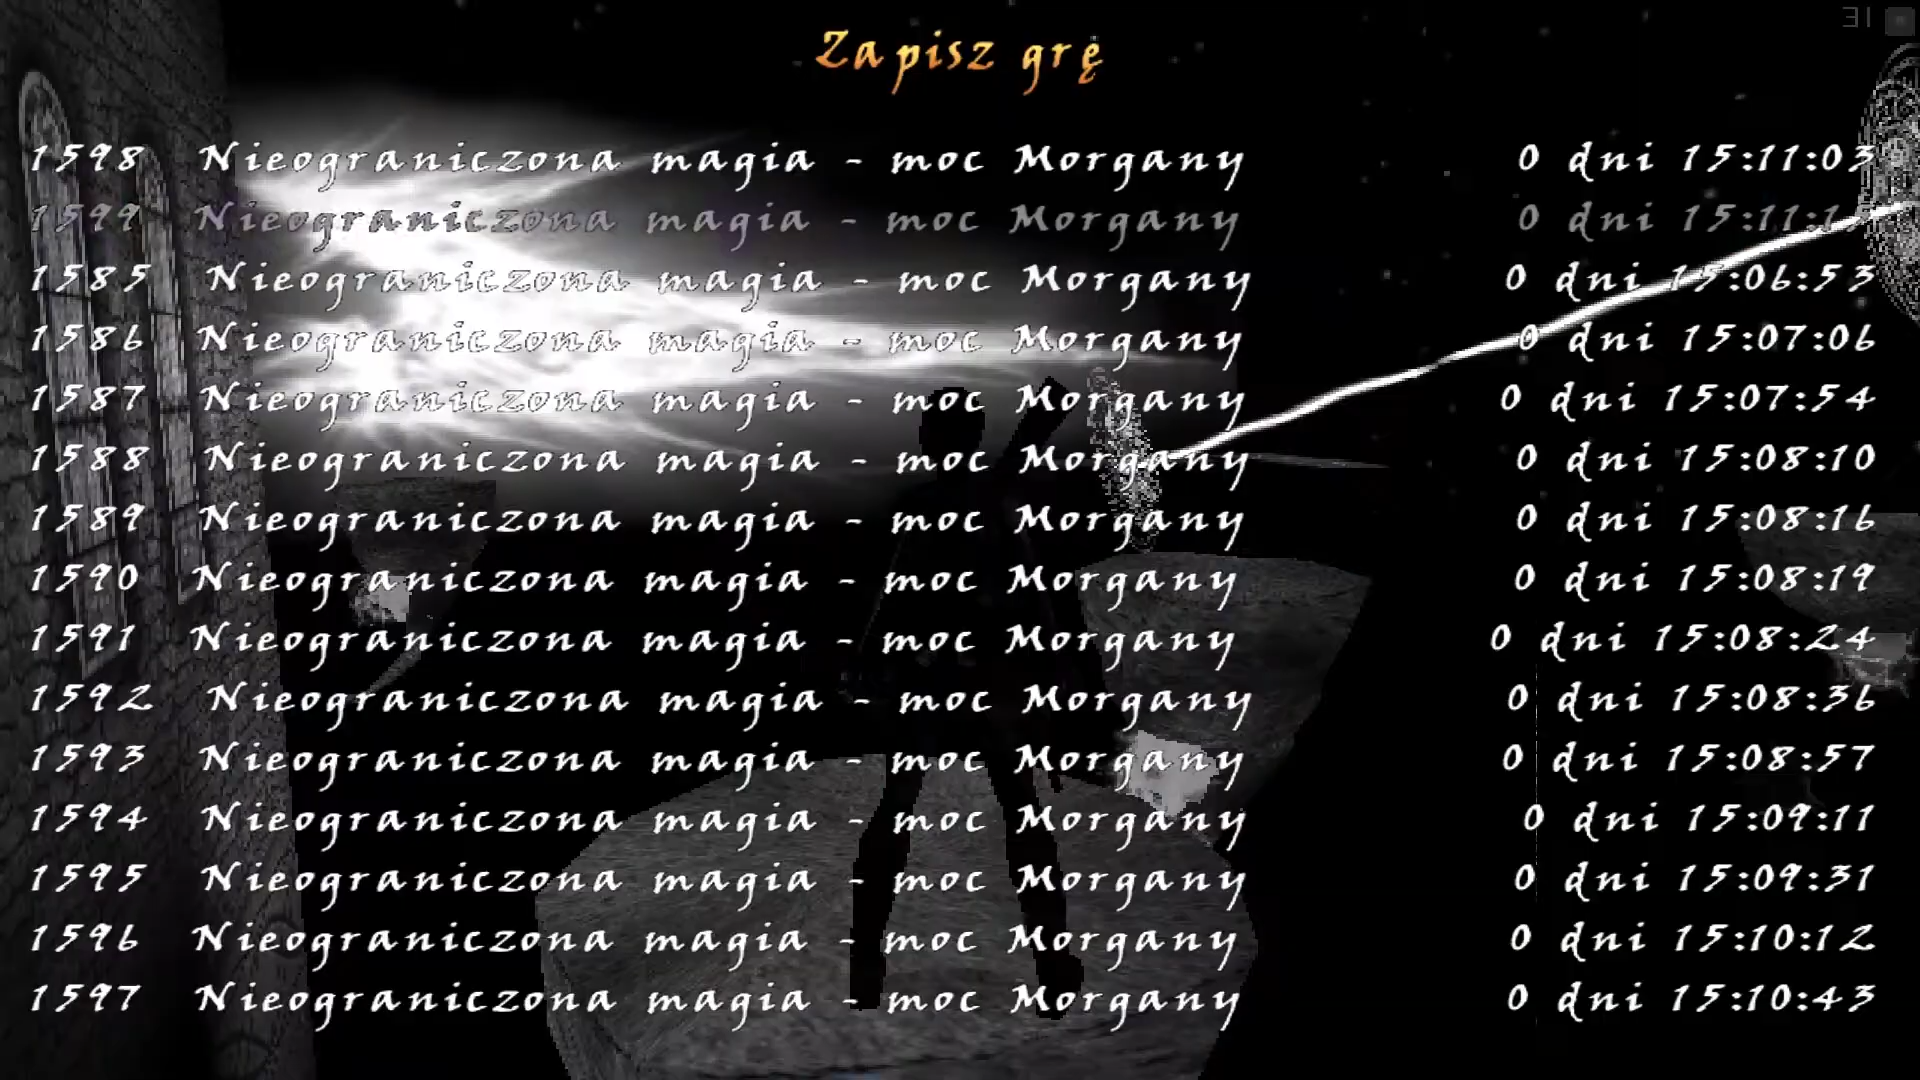 Zapisz grę
1598 Nieograniczona magia - moc Morgany 0 dni 15:11:03
1599 Nieograniczona magia - moc Morgany 0 dni
1585 Nieograniczona magia - moc Morgany 0 dni 15:06:53
1586 Nieograniczona magia - moc Morgany 0 dni 15:07:06
1587 Nieograniczona magia - moc Morgany 0 dni 15:07:54
1588 Nieograniczona magia - moc Morgany 0 dni 15:08:10
1589 Nieograniczona magia - moc Morgany 0 dni 15:08:16
1590 Nieograniczona magia - moc Morgany 0 dni 15:08:19
1591 Nieograniczona magia - moc Morgany 0 dni 15:08:24
1592 Nieograniczona magia - moc Morgany 0 dni 15:08:36
1593 Nieograniczona magia - moc Morgany 0 dni 15:08:57
1594 Nieograniczona magia - moc Morgany 0 dni 15:09:11
1595 Nieograniczona magia - moc Morgany 0 dni 15:09:31
1596 Nieograniczona magia - moc Morgany 0 dni 15:10:12
1597 Nieograniczona magia - moc Morgany 0 dni 15:10:43